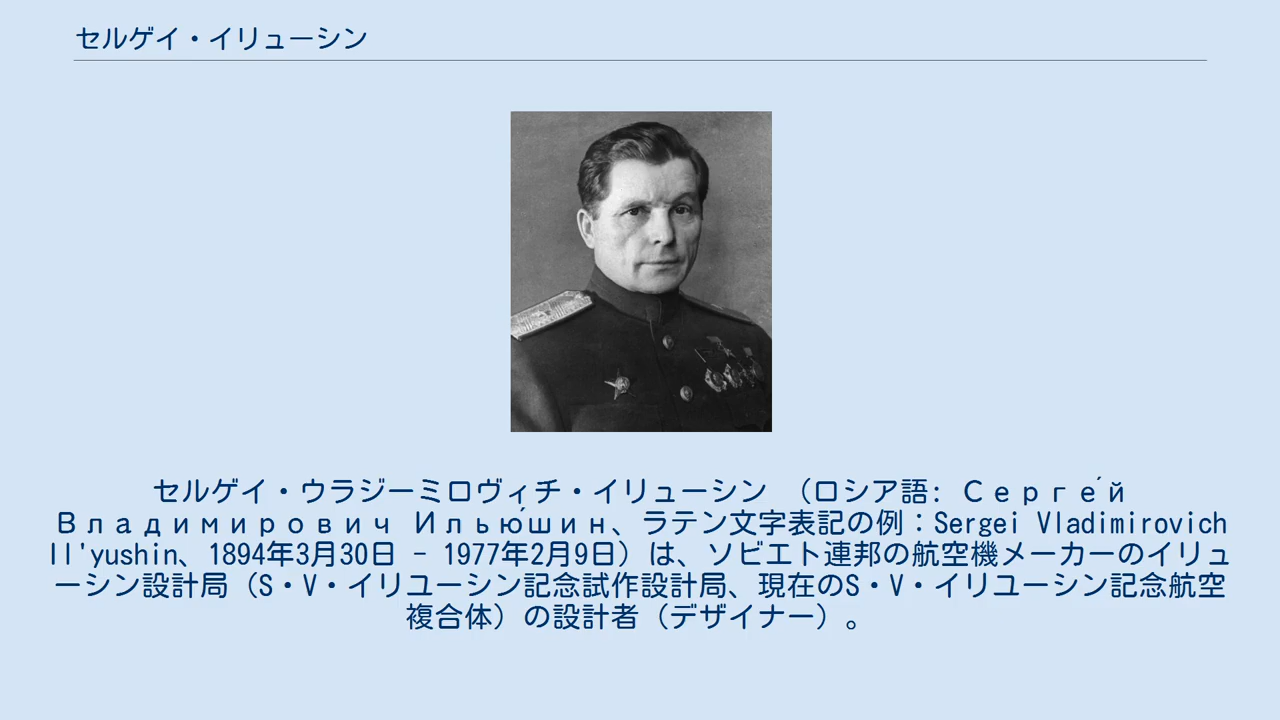 セルゲイ・イリューシン
セルゲイ・ウラジーミロヴィチ・イリューシン （ロシア語: Серге́й
Владимирович Илью́шин、ラテン文字表記の例：Sergei Vladimirovich
Il'yushin、1894年3月30日 - 1977年2月9日）は、ソビエト連邦の航空機メーカーのイリュ
ーシン設計局（S・V・イリユーシン記念試作設計局、現在のS・V・イリユーシン記念航空
複合体）の設計者（デザイナー）。